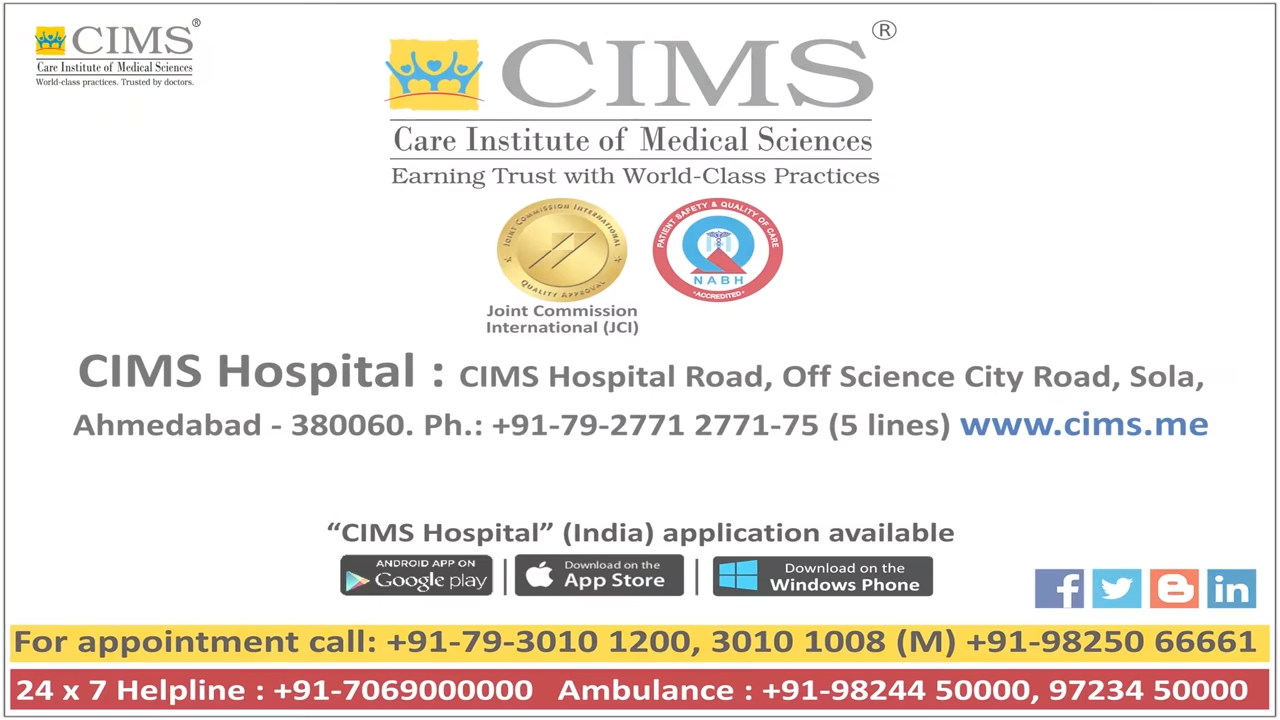 CIMS®
Care Institute of Medical Sciences
World-class practices. Trusted by doctors.
CIMS®
Care Institute of Medical Sciences
Earning Trust with World-Class Practices
JOINT COMMISSION INTERNATIONAL
QUALITY APPROVAL
PATIENT SAFETY & QUALITY OF CARE
NABH
•ACCREDITED•
Joint Commission
International (JCI)
CIMS Hospital : CIMS Hospital Road, Off Science City Road, Sola,
Ahmedabad - 380060. Ph.: +91-79-2771 2771-75 (5 lines) www.cims.me
“CIMS Hospital” (India) application available
ANDROID APP ON
Google play
Download on the
App Store
Download on the
Windows Phone
f
in
For appointment call: +91-79-3010 1200, 3010 1008 (M) +91-98250 66661
24 x 7 Helpline : +91-7069000000 Ambulance : +91-98244 50000, 97234 50000